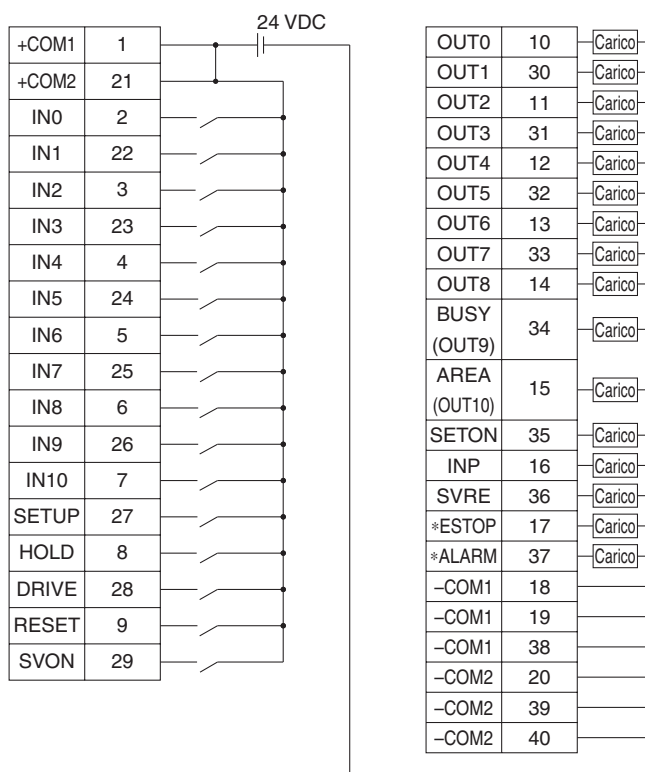 24 VDC
+COM1 1
+COM2 21
IN0 2
IN1 22
IN2 3
IN3 23
IN4 4
IN5 24
IN6 5
IN7 25
IN8 6
IN9 26
IN10 7
SETUP 27
HOLD 8
DRIVE 28
RESET 9
SVON 29
OUT0 10 Carico
OUT1 30 Carico
OUT2 11 Carico
OUT3 31 Carico
OUT4 12 Carico
OUT5 32 Carico
OUT6 13 Carico
OUT7 33 Carico
OUT8 14 Carico
BUSY
(OUT9) 34 Carico
AREA
(OUT10) 15 Carico
SETON 35 Carico
INP 16 Carico
SVRE 36 Carico
*ESTOP 17 Carico
*ALARM 37 Carico
–COM1 18
–COM1 19
–COM1 38
–COM2 20
–COM2 39
–COM2 40